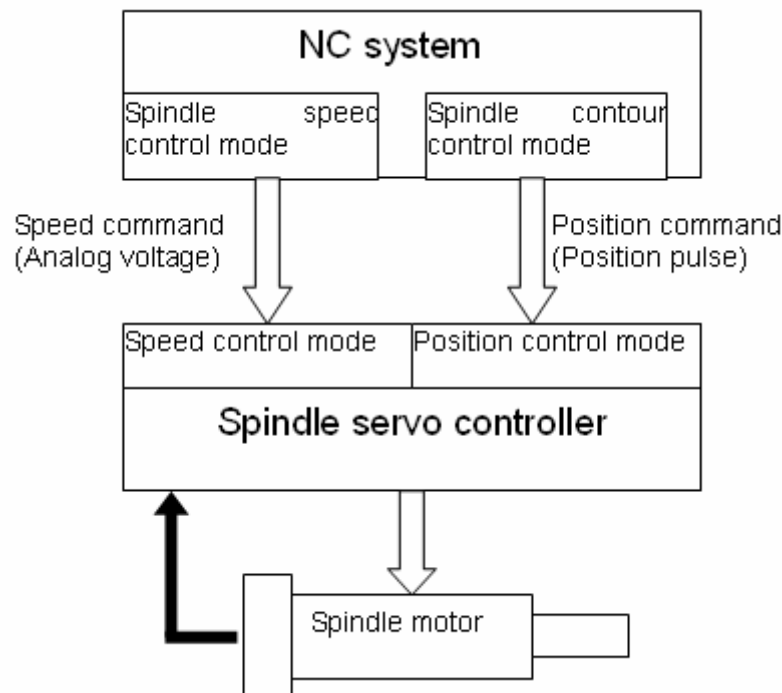 NC system
Spindle speed
control mode
Spindle contour
control mode
Speed command
(Analog voltage)
Position command
(Position pulse)
Speed control mode
Position control mode
Spindle servo controller
Spindle motor